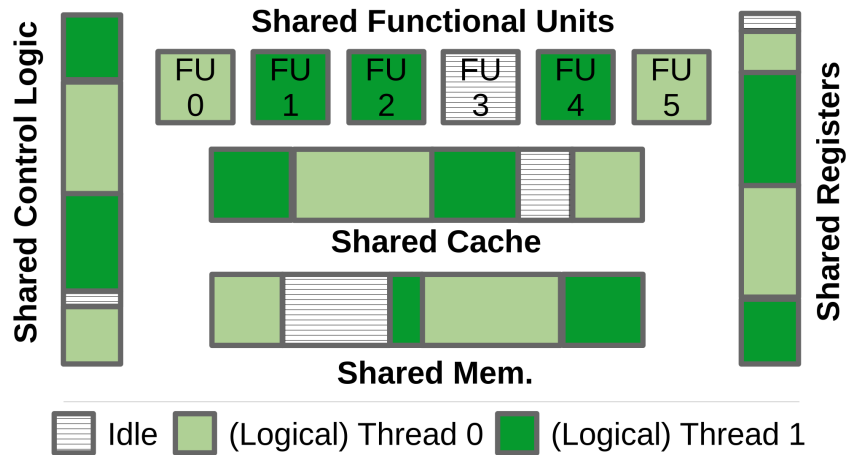 Shared Functional Units
Shared Control Logic
FU
0
FU
1
FU
2
FU
3
FU
4
FU
5
Shared Registers
Shared Cache
Shared Mem.
Idle
(Logical) Thread 0
(Logical) Thread 1